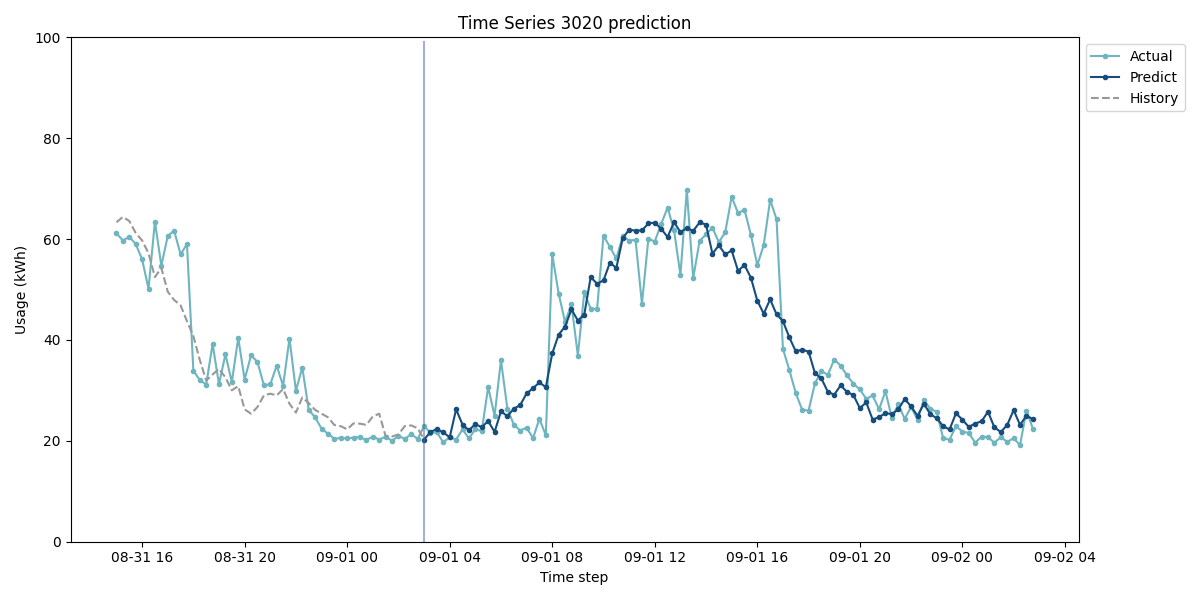 Time Series 3020 prediction
100
80
60
40
20
0
Usage (kWh)
08-31 16
08-31 20
09-01 00
09-01 04
09-01 08
09-01 12
09-01 16
09-01 20
09-02 00
09-02 04
Time step
Actual
Predict
History